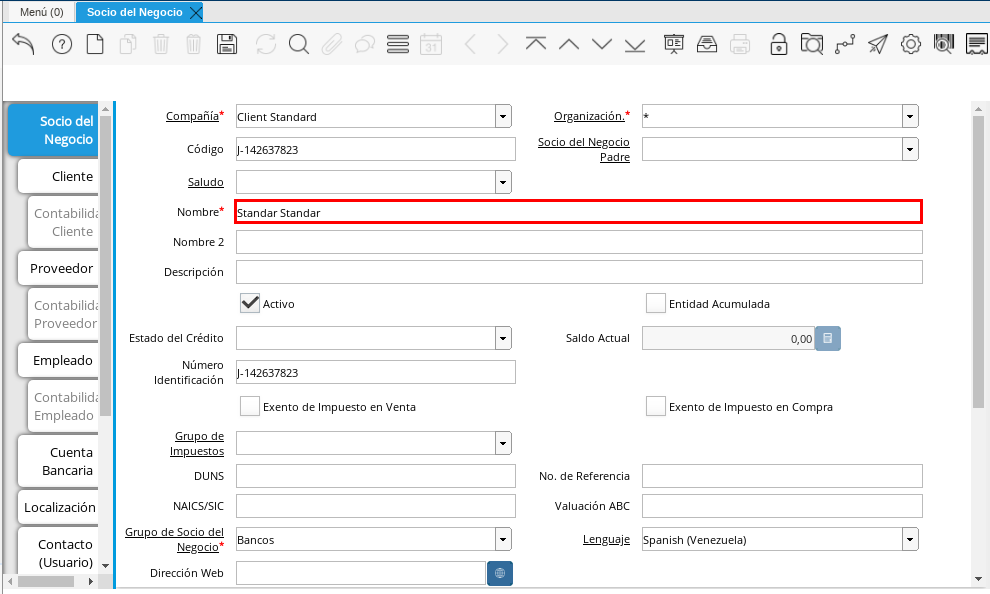 Menú (0)
Socio del Negocio
31
Socio del
Negocio
Cliente
Contabilida
Cliente
Proveedor
Contabilida
Proveedor
Empleado
Contabilida
Empleado
Cuenta
Bancaria
Localización
Contacto
(Usuario)
Compañía* Client Standard Organización.* *
Código J-142637823 Socio del Negocio
Padre
Saludo
Nombre* Standar Standar
Nombre 2
Descripción
Activo Entidad Acumulada
Estado del Crédito Saldo Actual 0,00
Número
Identificación J-142637823
Exento de Impuesto en Venta Exento de Impuesto en Compra
Grupo de
Impuestos
DUNS No. de Referencia
NAICS/SIC Valuación ABC
Grupo de Socio del
Negocio* Bancos Lenguaje Spanish (Venezuela)
Dirección Web